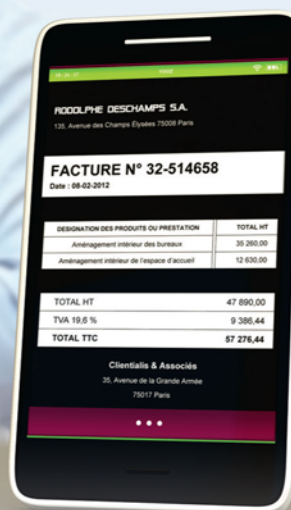 RODOLPHE DESCHAMPS S.A.
135, Avenue des Champs Élysées 75008 Paris
FACTURE N° 32-514658
Date : 08-02-2012
DESIGNATION DES PRODUITS OU PRESTATION TOTAL HT
Aménagement intérieur des bureaux 35 260,00
Aménagement intérieur de l'espace d'accueil 12 630,00
TOTAL HT 47 890,00
TVA 19,6 % 9 386,44
TOTAL TTC 57 276,44
Clientialis & Associés
35, Avenue de la Grande Armée
75017 Paris